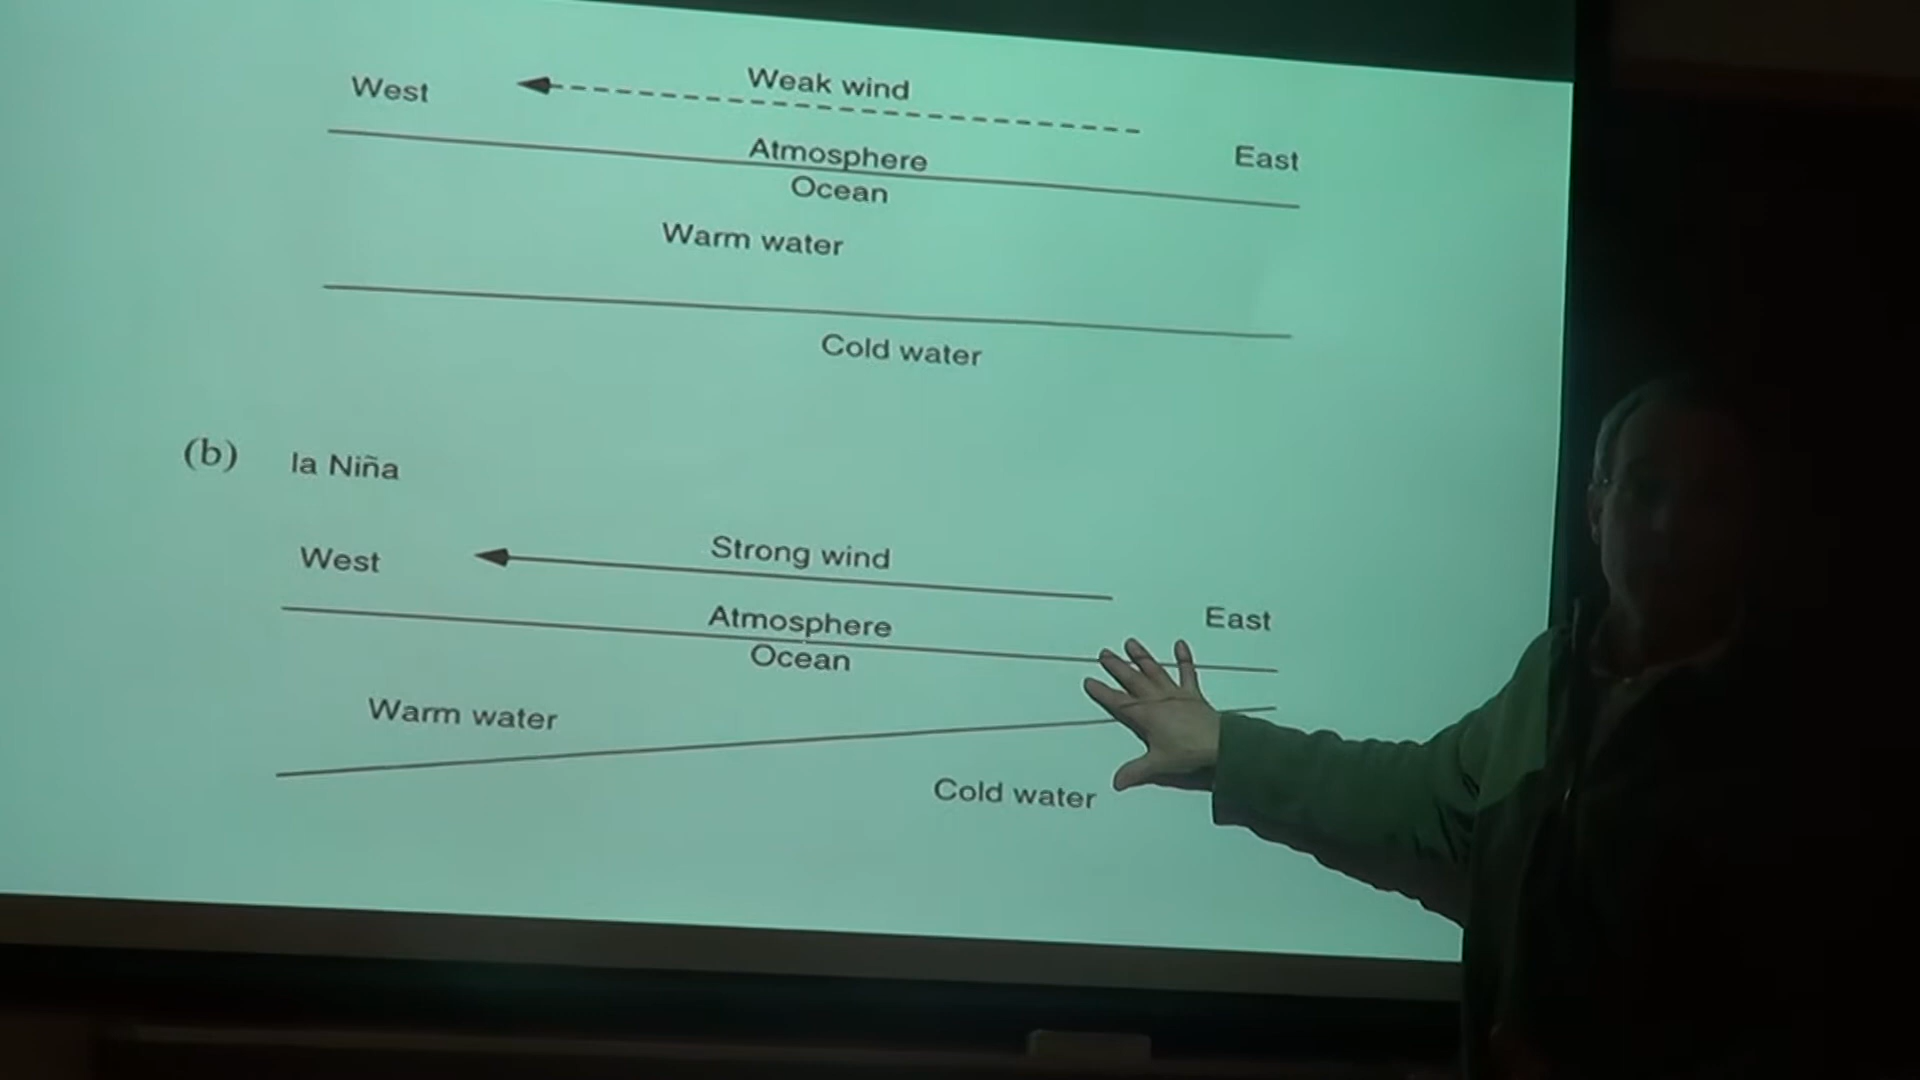 Weak wind
West
Atmosphere
East
Ocean
Warm water
Cold water
(b) la Niña
Strong wind
West
Atmosphere
East
Ocean
Warm water
Cold water